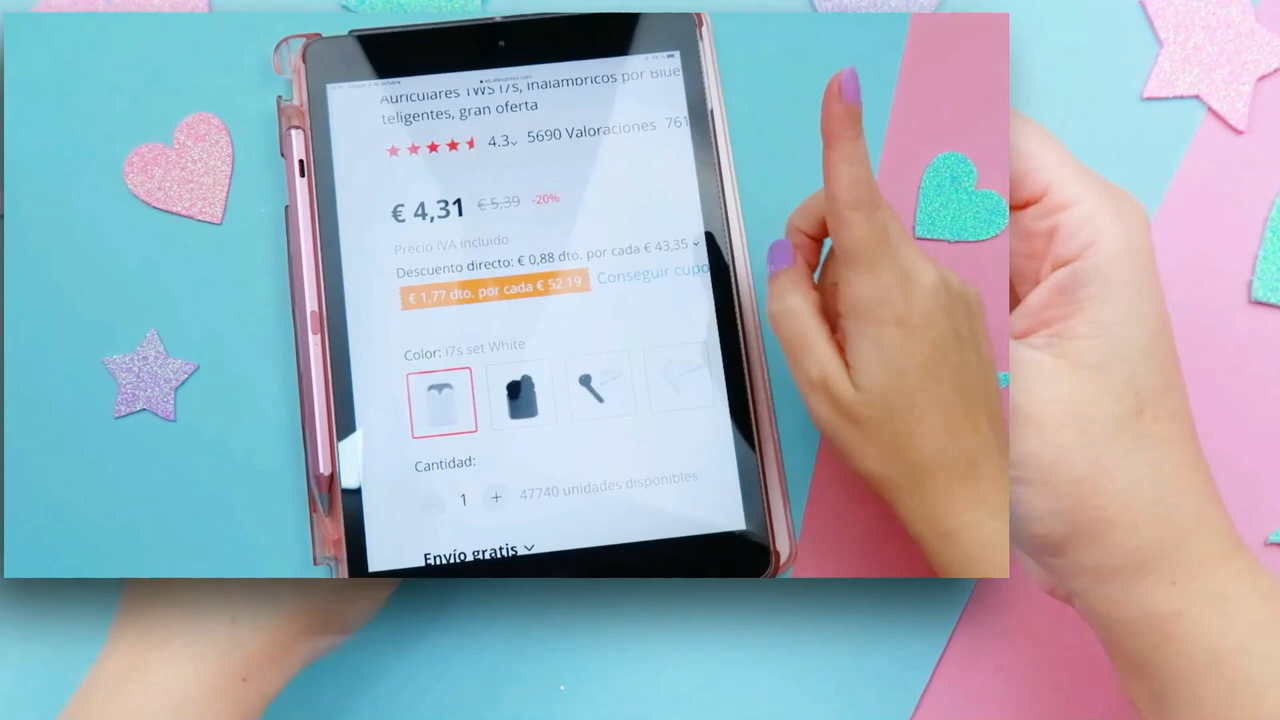 Auriculares TWS i7s, inalámbricos por Blue
teligentes, gran oferta
4.3 5690 Valoraciones 761
€ 4,31 € 5,39 -20%
Precio IVA incluido
Descuento directo: € 0,88 dto. por cada € 43,35
€ 1,77 dto. por cada € 52,19 Conseguir cupo
Color: i7s set White
Cantidad:
1 + 47740 unidades disponibles
Envío gratis